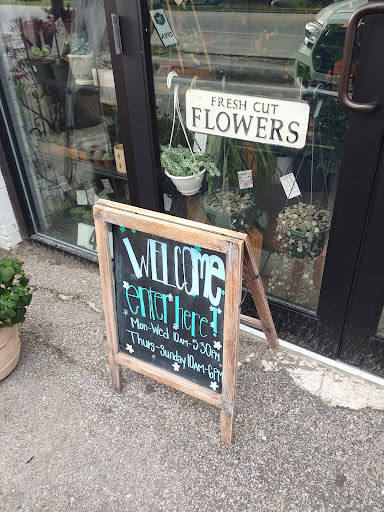 FRESH CUT
FLOWERS
WELCOME
enter here!
Mon-Wed 10AM-5:30PM
Thurs-Sunday 10AM-6PM